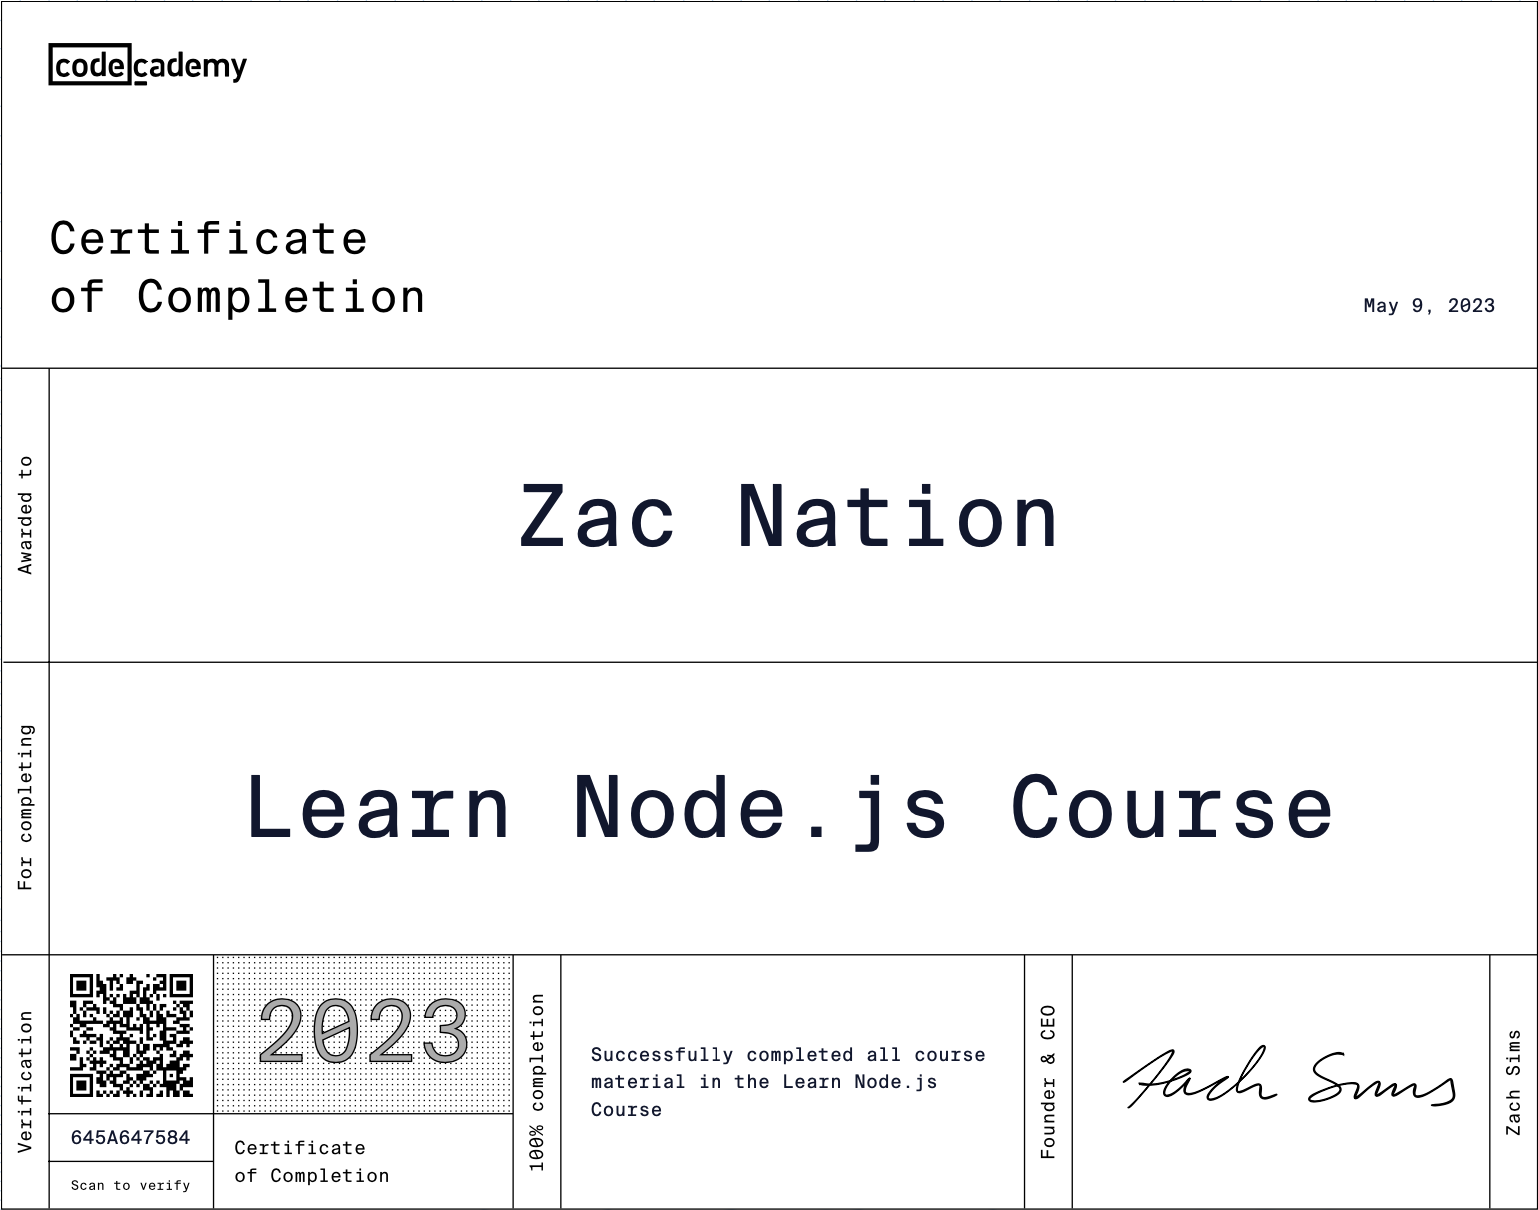 codecademy
Certificate
of Completion
May 9, 2023
Awarded to
Zac Nation
For completing
Learn Node.js Course
Verification
645A647584
Scan to verify
2023
Certificate
of Completion
100% completion
Successfully completed all course
material in the Learn Node.js
Course
Founder & CEO
Zach Sims
Zach Sims